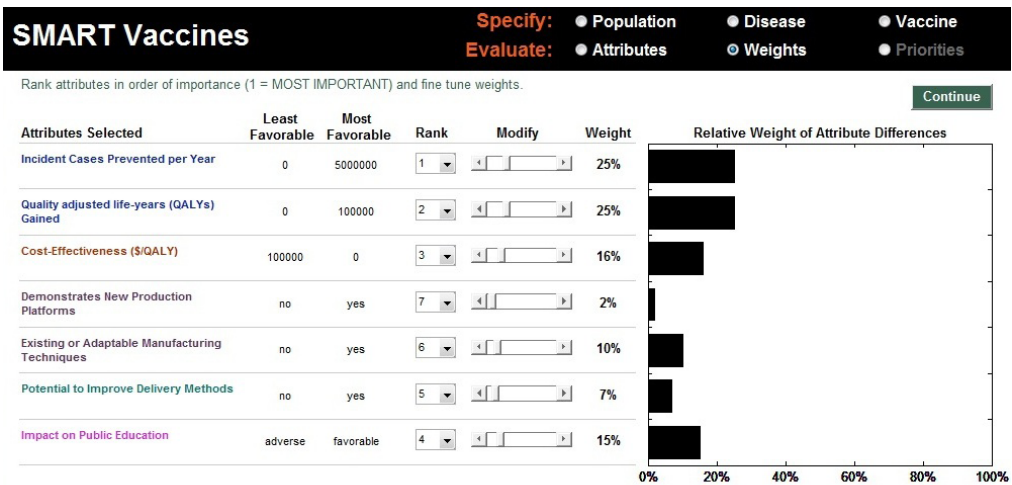 SMART Vaccines
Specify: Population Disease Vaccine
Evaluate: Attributes Weights Priorities
Rank attributes in order of importance (1 = MOST IMPORTANT) and fine tune weights.
Continue
Least Most
Attributes Selected Favorable Favorable Rank Modify Weight Relative Weight of Attribute Differences
Incident Cases Prevented per Year 0 5000000 1 25%
Quality adjusted life-years (QALYs)
Gained 0 100000 2 25%
Cost-Effectiveness ($/QALY) 100000 0 3 16%
Demonstrates New Production
Platforms no yes 7 2%
Existing or Adaptable Manufacturing
Techniques no yes 6 10%
Potential to Improve Delivery Methods no yes 5 7%
Impact on Public Education adverse favorable 4 15%
0% 20% 40% 60% 80% 100%